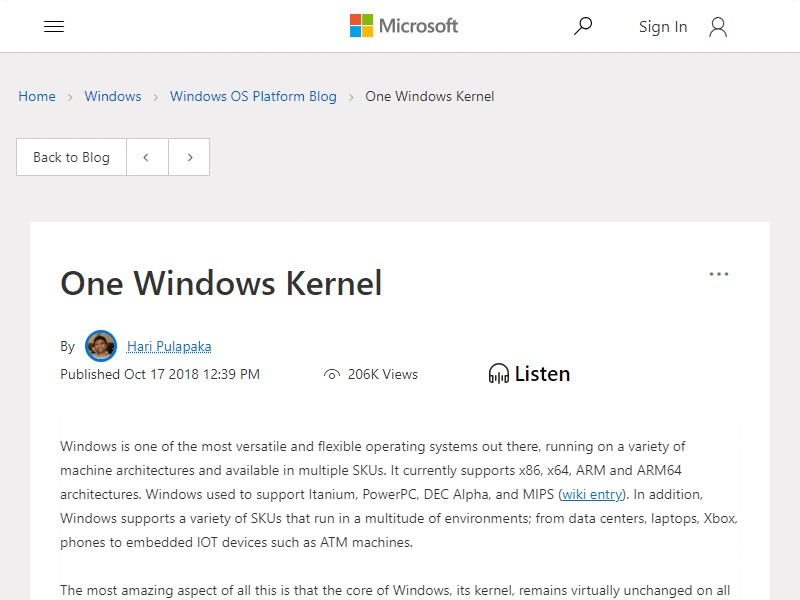 Microsoft
Sign In
Home > Windows > Windows OS Platform Blog > One Windows Kernel
Back to Blog < >
One Windows Kernel
By Hari Pulapaka
Published Oct 17 2018 12:39 PM 206K Views Listen
Windows is one of the most versatile and flexible operating systems out there, running on a variety of
machine architectures and available in multiple SKUs. It currently supports x86, x64, ARM and ARM64
architectures. Windows used to support Itanium, PowerPC, DEC Alpha, and MIPS (wiki entry). In addition,
Windows supports a variety of SKUs that run in a multitude of environments; from data centers, laptops, Xbox,
phones to embedded IOT devices such as ATM machines.
The most amazing aspect of all this is that the core of Windows, its kernel, remains virtually unchanged on all